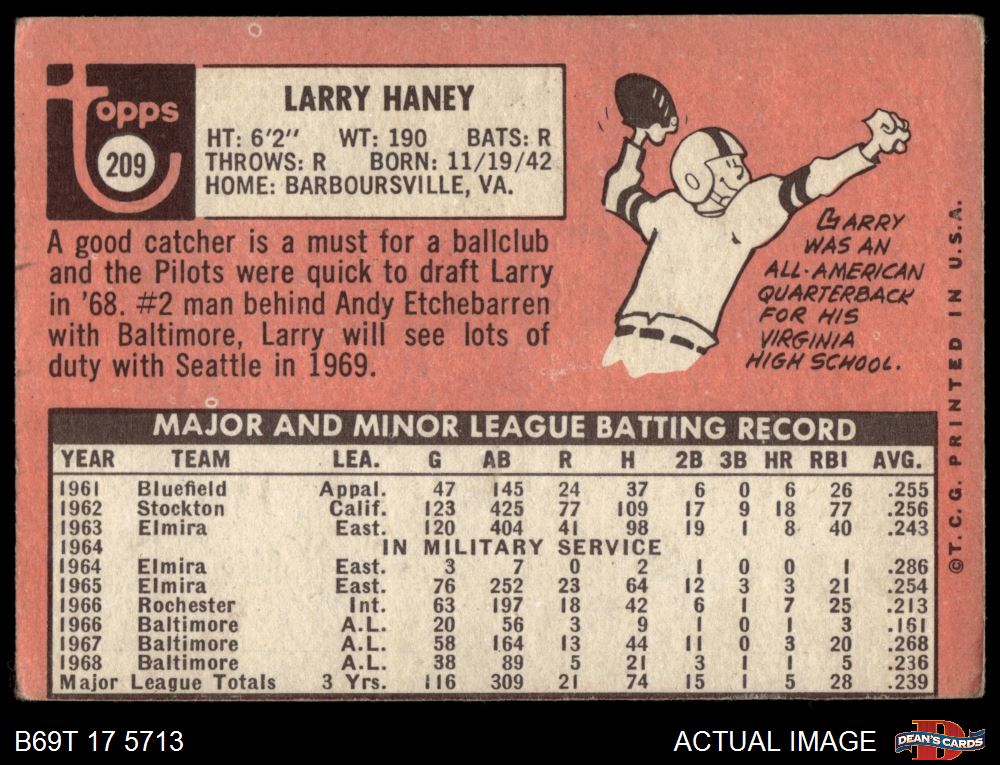 Topps
209
LARRY HANEY
HT: 6'2" WT: 190 BATS: R
THROWS: R BORN: 11/19/42
HOME: BARBOURSVILLE, VA.
A good catcher is a must for a ballclub
and the Pilots were quick to draft Larry
in '68. #2 man behind Andy Etchebarren
with Baltimore, Larry will see lots of
duty with Seattle in 1969.
LARRY
WAS AN
ALL-AMERICAN
QUARTERBACK
FOR HIS
VIRGINIA
HIGH SCHOOL.
MAJOR AND MINOR LEAGUE BATTING RECORD
YEAR TEAM LEA. G AB R H 2B 3B HR RBI AVG.
1961 Bluefield Appal. 47 145 24 37 6 0 6 26 .255
1962 Stockton Calif. 123 425 77 109 17 9 18 77 .256
1963 Elmira East. 120 404 41 98 19 1 8 40 .243
1964 IN MILITARY SERVICE
1964 Elmira East. 3 7 0 2 1 0 0 1 .286
1965 Elmira East. 76 252 23 64 12 3 3 21 .254
1966 Rochester Int. 63 197 18 42 6 1 7 25 .213
1966 Baltimore A.L. 20 56 3 9 1 0 1 3 .161
1967 Baltimore A.L. 58 164 13 44 11 0 3 20 .268
1968 Baltimore A.L. 38 89 5 21 3 1 1 5 .236
Major League Totals 3 Yrs. 116 309 21 74 15 1 5 28 .239
©T.C.G. PRINTED IN U.S.A.
B69T 17 5713
ACTUAL IMAGE
DEAN'S CARDS